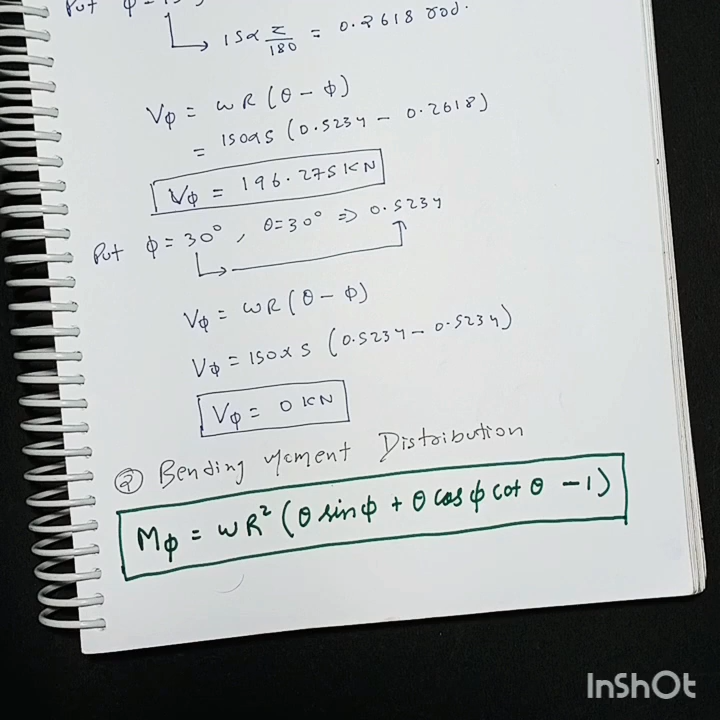 Put φ = 15
↳ 15 × π/180 = 0.2618 rad.
Vφ = wR (θ - φ)
= 150×5 (0.5234 - 0.2618)
Vφ = 196.275 KN
Put φ = 30°, θ = 30° ⇒ 0.5234
Vφ = wR (θ - φ)
Vφ = 150×5 (0.5234 - 0.5234)
Vφ = 0 KN
② Bending Moment Distribution
Mφ = wR² (θ sinφ + θ cosφ cot θ - 1)
InShOt